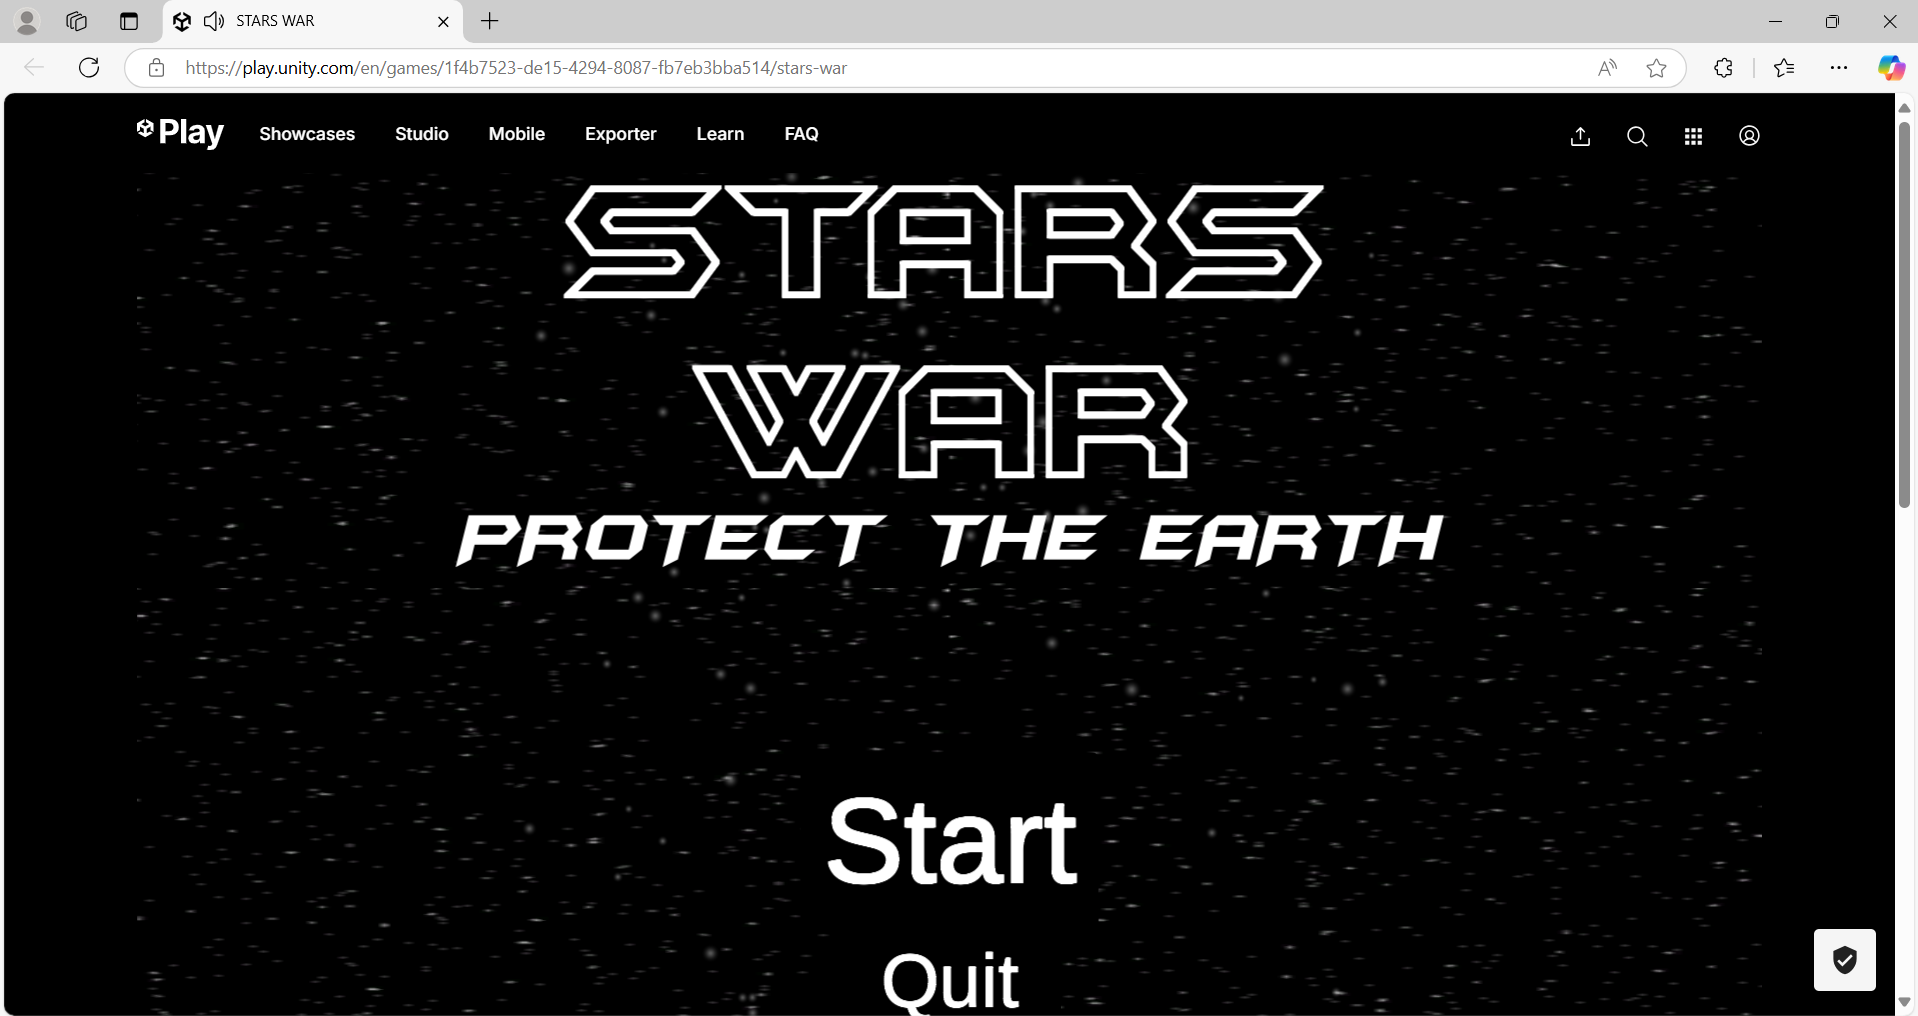 STARS WAR
https://play.unity.com/en/games/1f4b7523-de15-4294-8087-fb7eb3bba514/stars-war
Play Showcases Studio Mobile Exporter Learn FAQ
STARS
WAR
PROTECT THE EARTH
Start
Quit